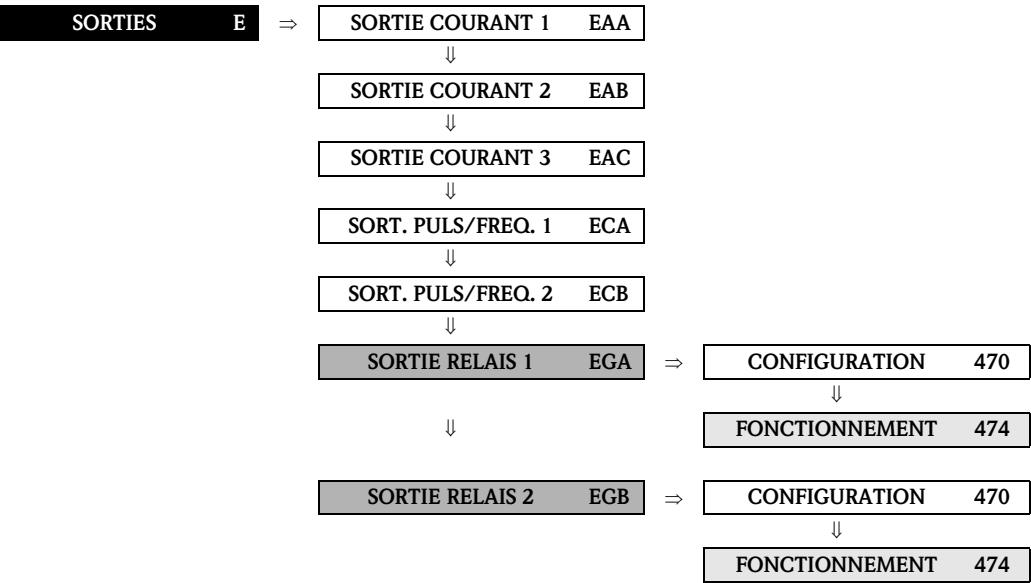 SORTIES E ⇒ SORTIE COURANT 1 EAA
⇓
SORTIE COURANT 2 EAB
⇓
SORTIE COURANT 3 EAC
⇓
SORT. PULS/FREQ. 1 ECA
⇓
SORT. PULS/FREQ. 2 ECB
⇓
SORTIE RELAIS 1 EGA ⇒ CONFIGURATION 470
⇓
⇓ FONCTIONNEMENT 474
SORTIE RELAIS 2 EGB ⇒ CONFIGURATION 470
⇓
FONCTIONNEMENT 474